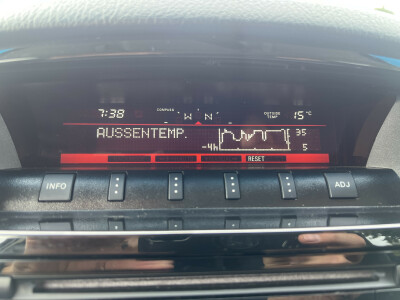 7:38 COMPASS W N OUTSIDE TEMP 15 °C
AUSSENTEMP. 35
-4h 5
RESET
INFO ADJ